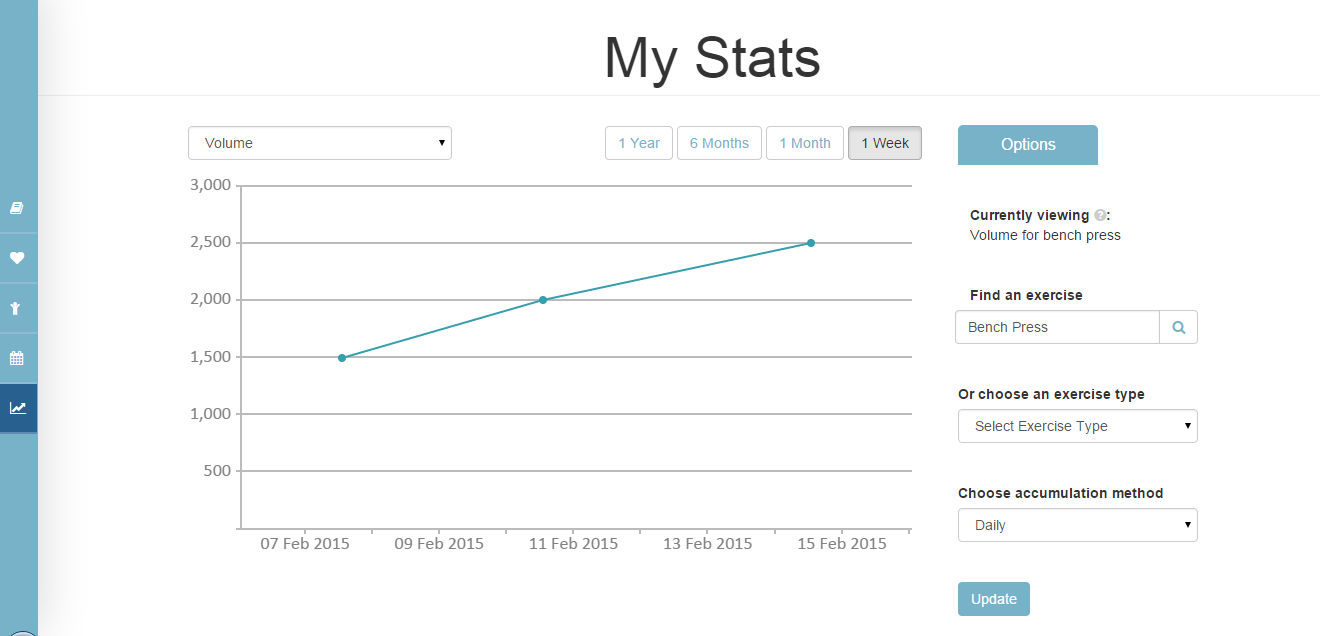 My Stats
Volume
1 Year
6 Months
1 Month
1 Week
Options
3,000
2,500
2,000
1,500
1,000
500
07 Feb 2015
09 Feb 2015
11 Feb 2015
13 Feb 2015
15 Feb 2015
Currently viewing ?:
Volume for bench press
Find an exercise
Bench Press
Or choose an exercise type
Select Exercise Type
Choose accumulation method
Daily
Update